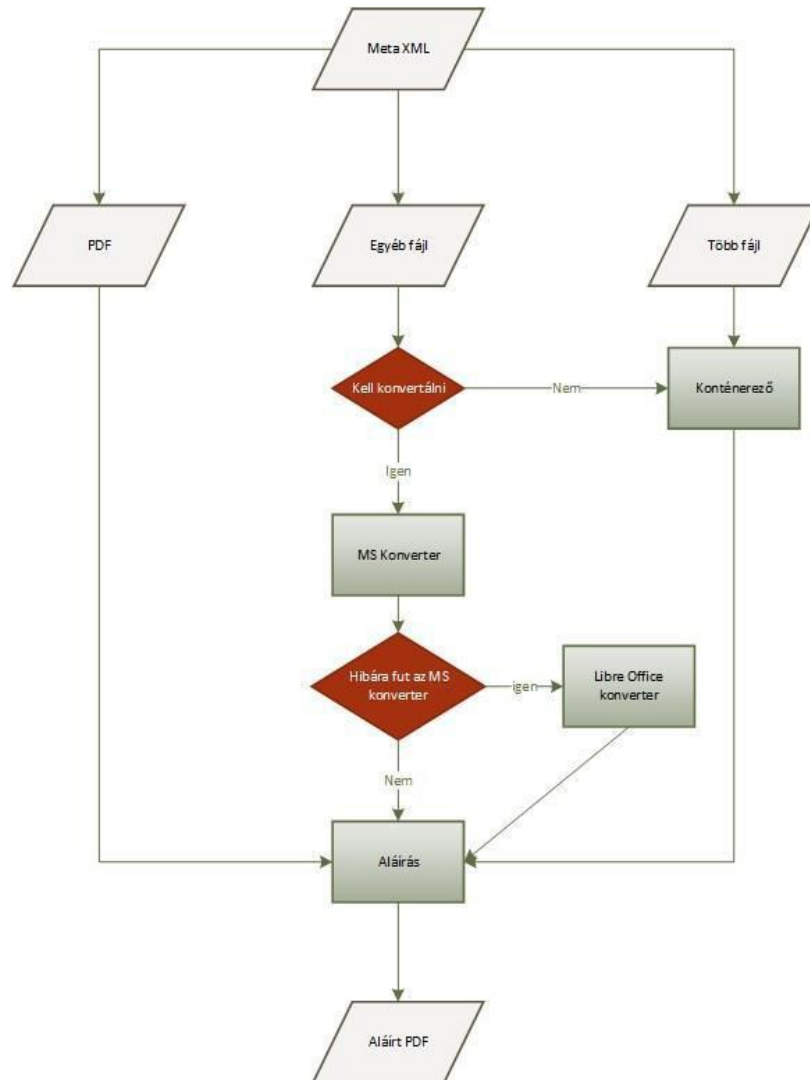 Meta XML
PDF
Egyéb fájl
Több fájl
Kell konvertálni
Nem
Konténerező
Igen
MS Konverter
Hibára fut az MS
konverter
igen
Libre Office
konverter
Nem
Aláírás
Aláírt PDF